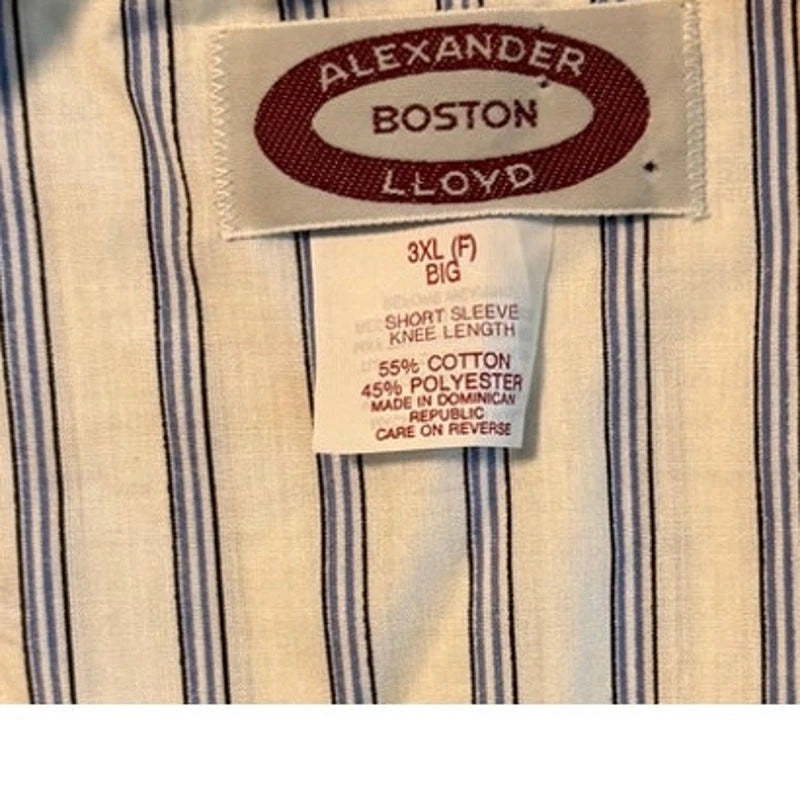 ALEXANDER
BOSTON
LLOYD
3XL (F)
BIG
SHORT SLEEVE
KNEE LENGTH
55% COTTON
45% POLYESTER
MADE IN DOMINICAN
REPUBLIC
CARE ON REVERSE